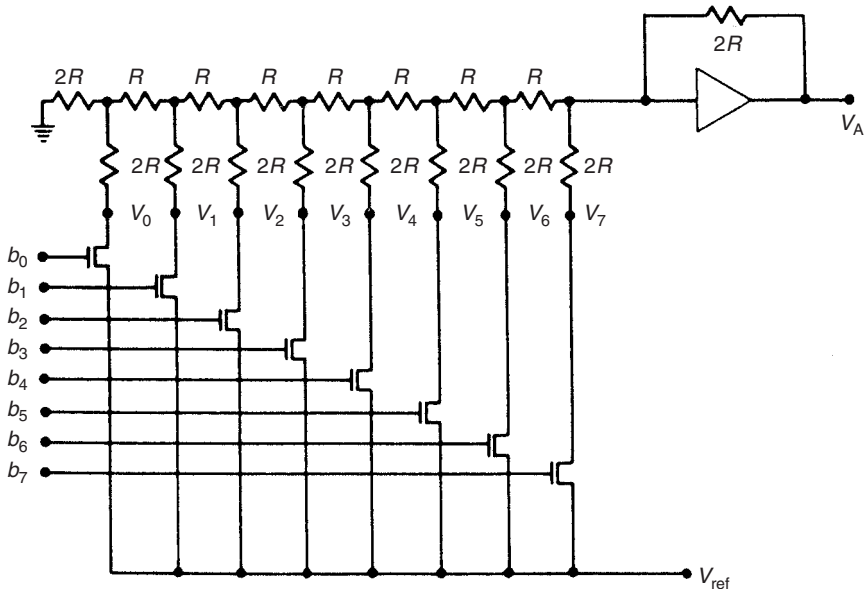 2R
2R R R R R R R R
V_A
2R 2R 2R 2R 2R 2R 2R 2R
V_0 V_1 V_2 V_3 V_4 V_5 V_6 V_7
b_0
b_1
b_2
b_3
b_4
b_5
b_6
b_7
V_ref